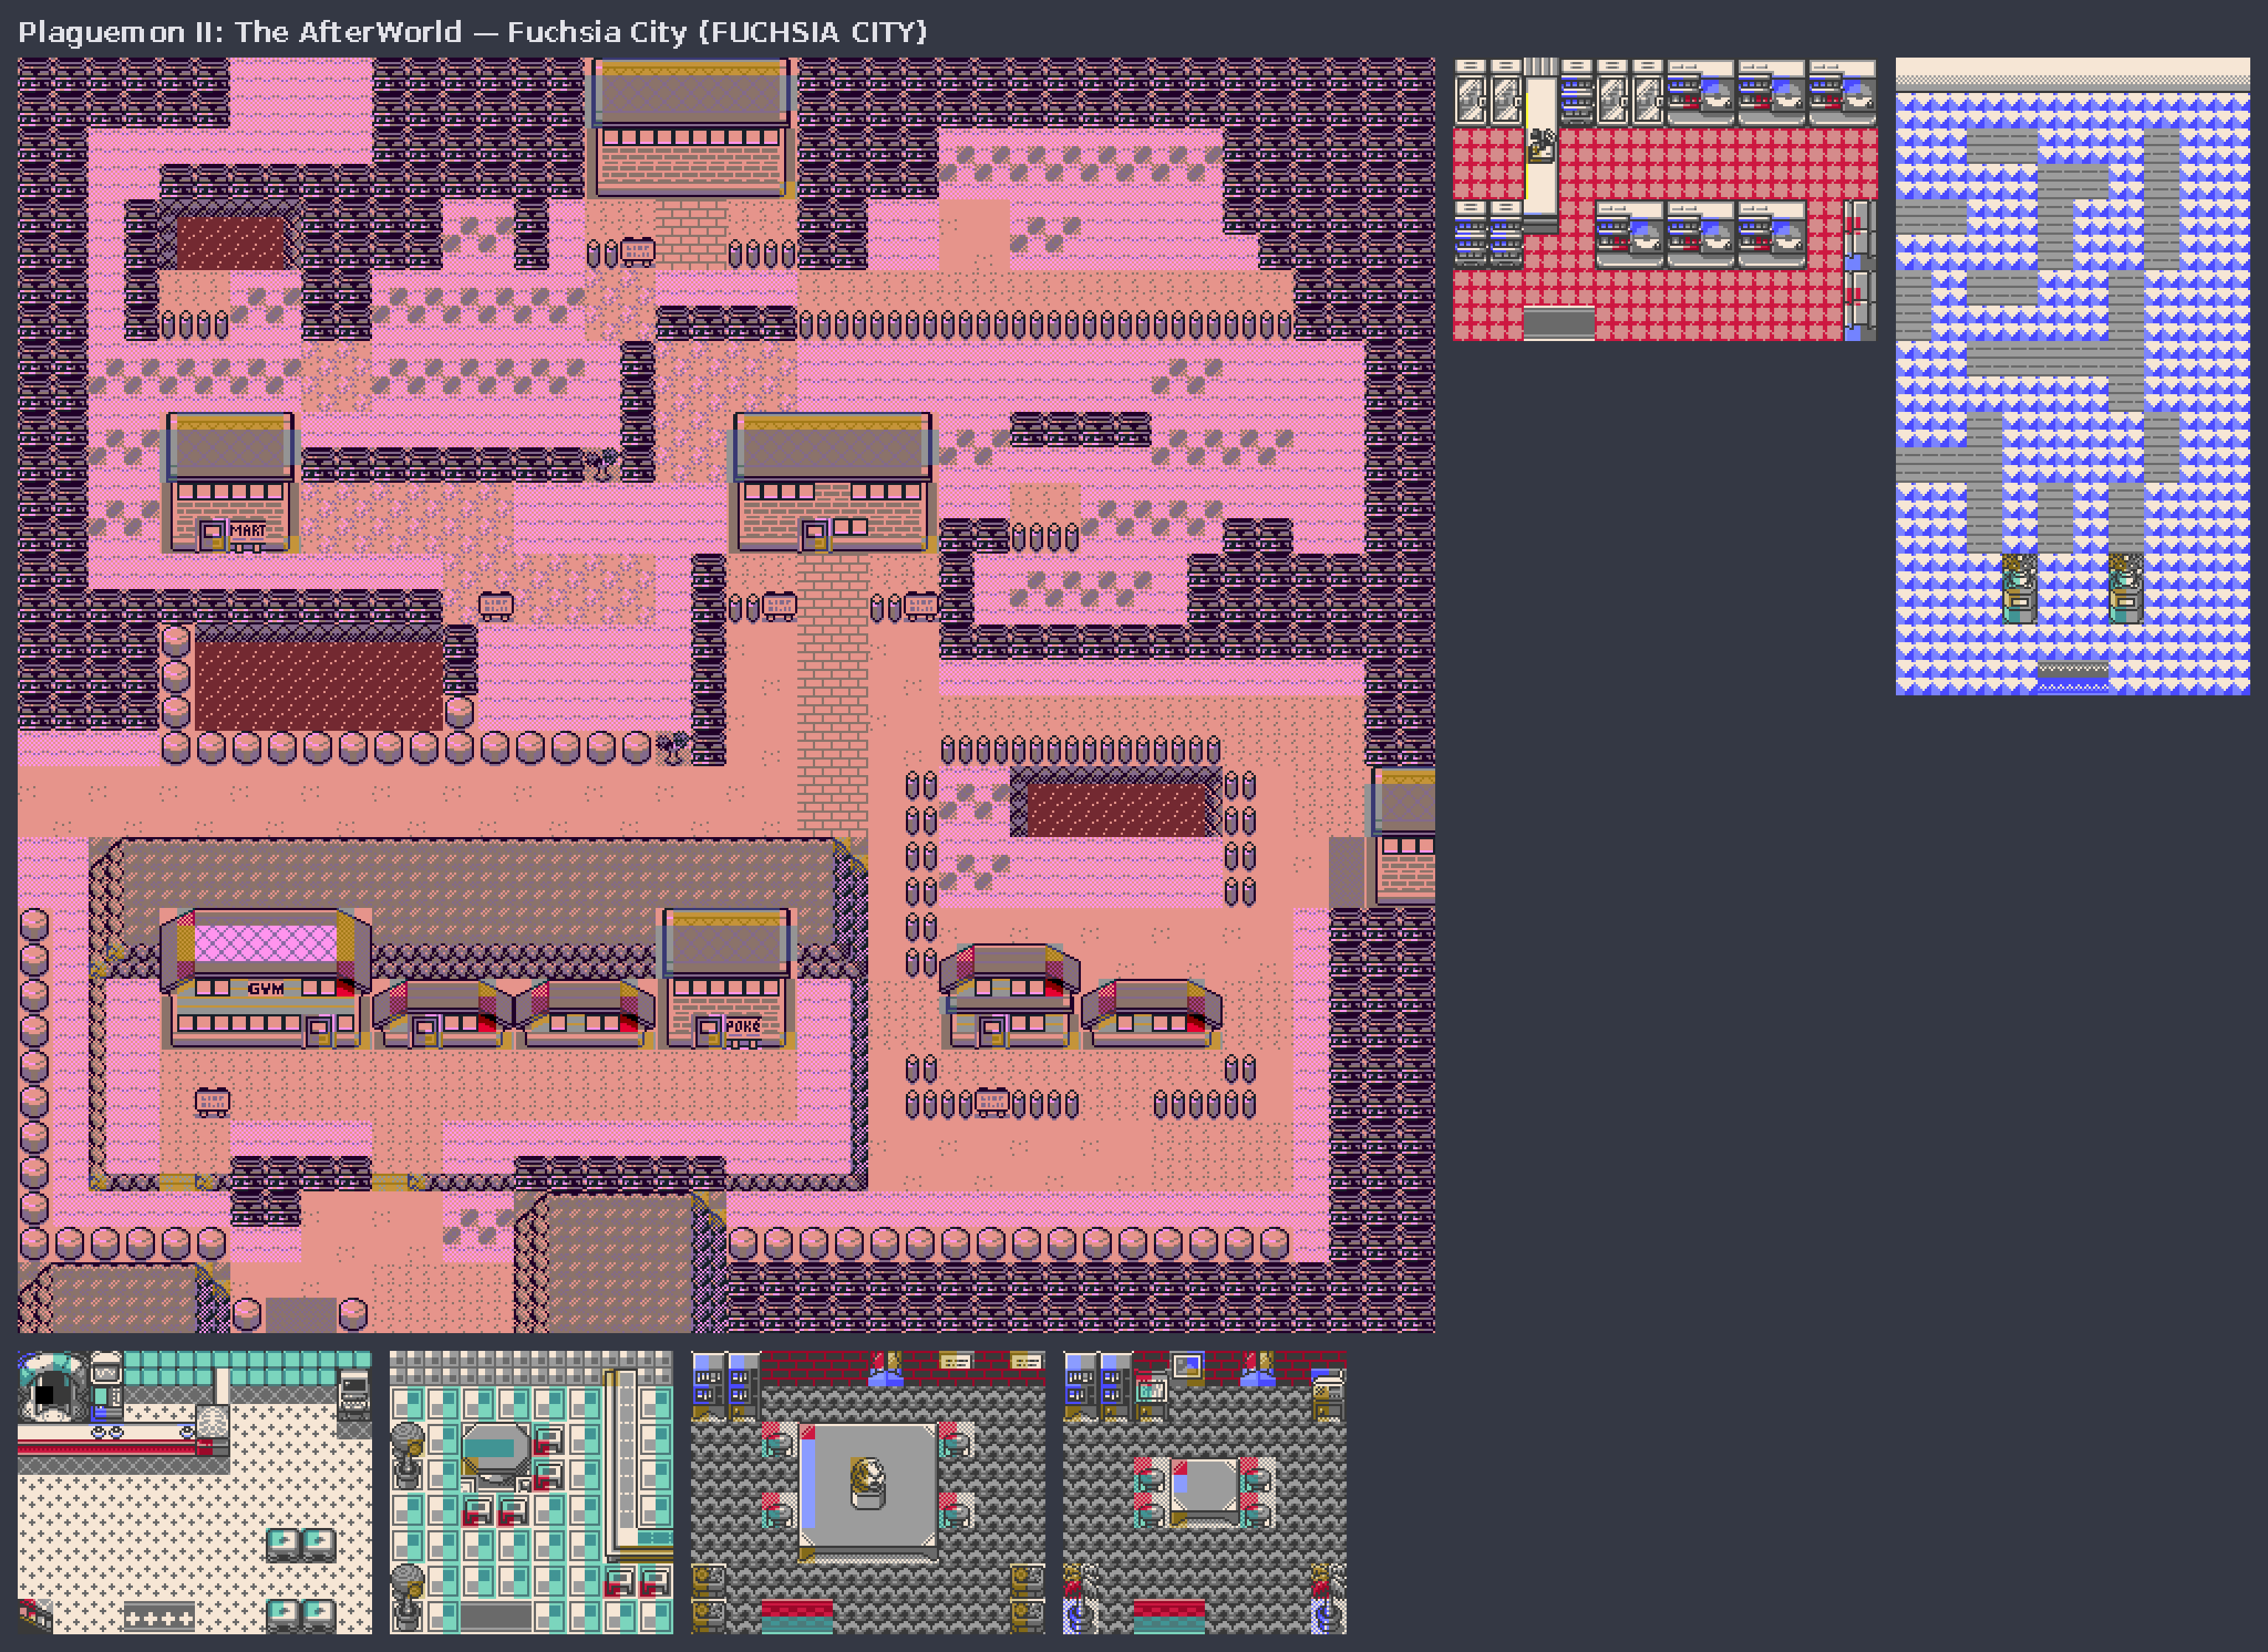 Plaguemon II: The AfterWorld — Fuchsia City (FUCHSIA CITY)
MART
GYM
POKé